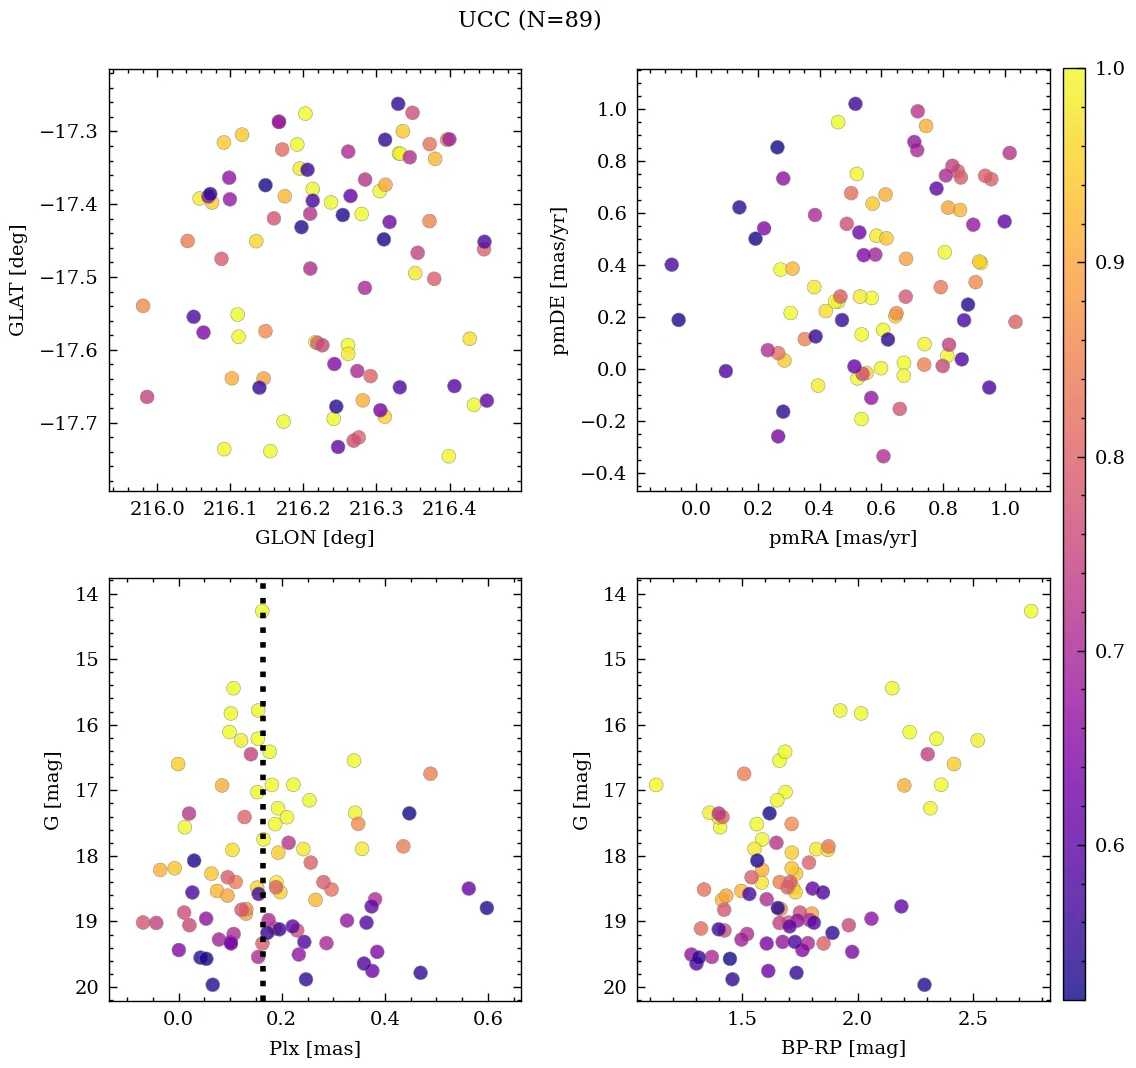 UCC (N=89)
−17.3
−17.4
−17.5
−17.6
−17.7
GLAT [deg]
216.0 216.1 216.2 216.3 216.4
GLON [deg]
1.0
0.8
0.6
0.4
0.2
0.0
−0.2
−0.4
pmDE [mas/yr]
0.0 0.2 0.4 0.6 0.8 1.0
pmRA [mas/yr]
14
15
16
17
18
19
20
G [mag]
0.0 0.2 0.4 0.6
Plx [mas]
14
15
16
17
18
19
20
G [mag]
1.5 2.0 2.5
BP-RP [mag]
1.0
0.9
0.8
0.7
0.6